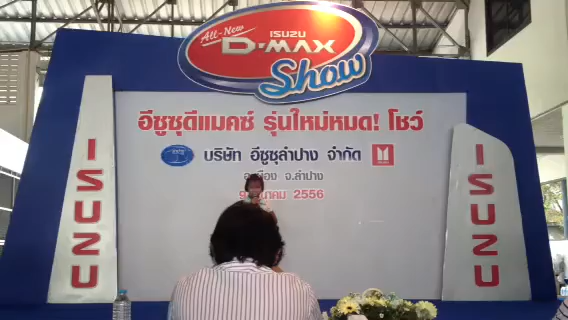 All-New ISUZU
D-MAX
Show
อีซูซุดีแมคซ์ รุ่นใหม่หมด! โชว์
บริษัท อีซูซุลำปาง จำกัด
จ.ลำปาง
2556
ISUZU
ISUZU